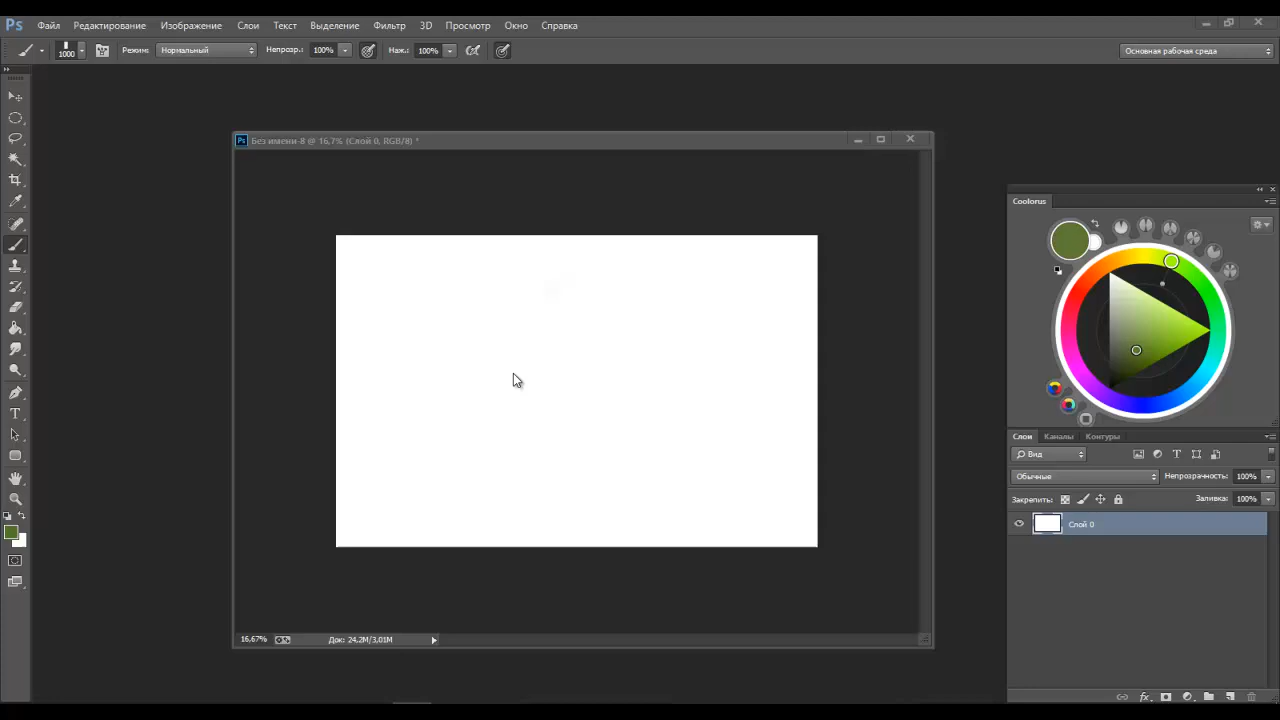 Ps Файл Редактирование Изображение Слои Текст Выделение Фильтр 3D Просмотр Окно Справка
1000 Режим: Нормальный Непрозр.: 100% Наж.: 100% Основная рабочая среда
Ps Без имени-8 @ 16,7% (Слой 0, RGB/8) *
Coolorus
Слои Каналы Контуры
Вид
Обычные Непрозрачность: 100%
Закрепить: Заливка: 100%
Слой 0
16,67% Док: 24,2M/3,01M
fx